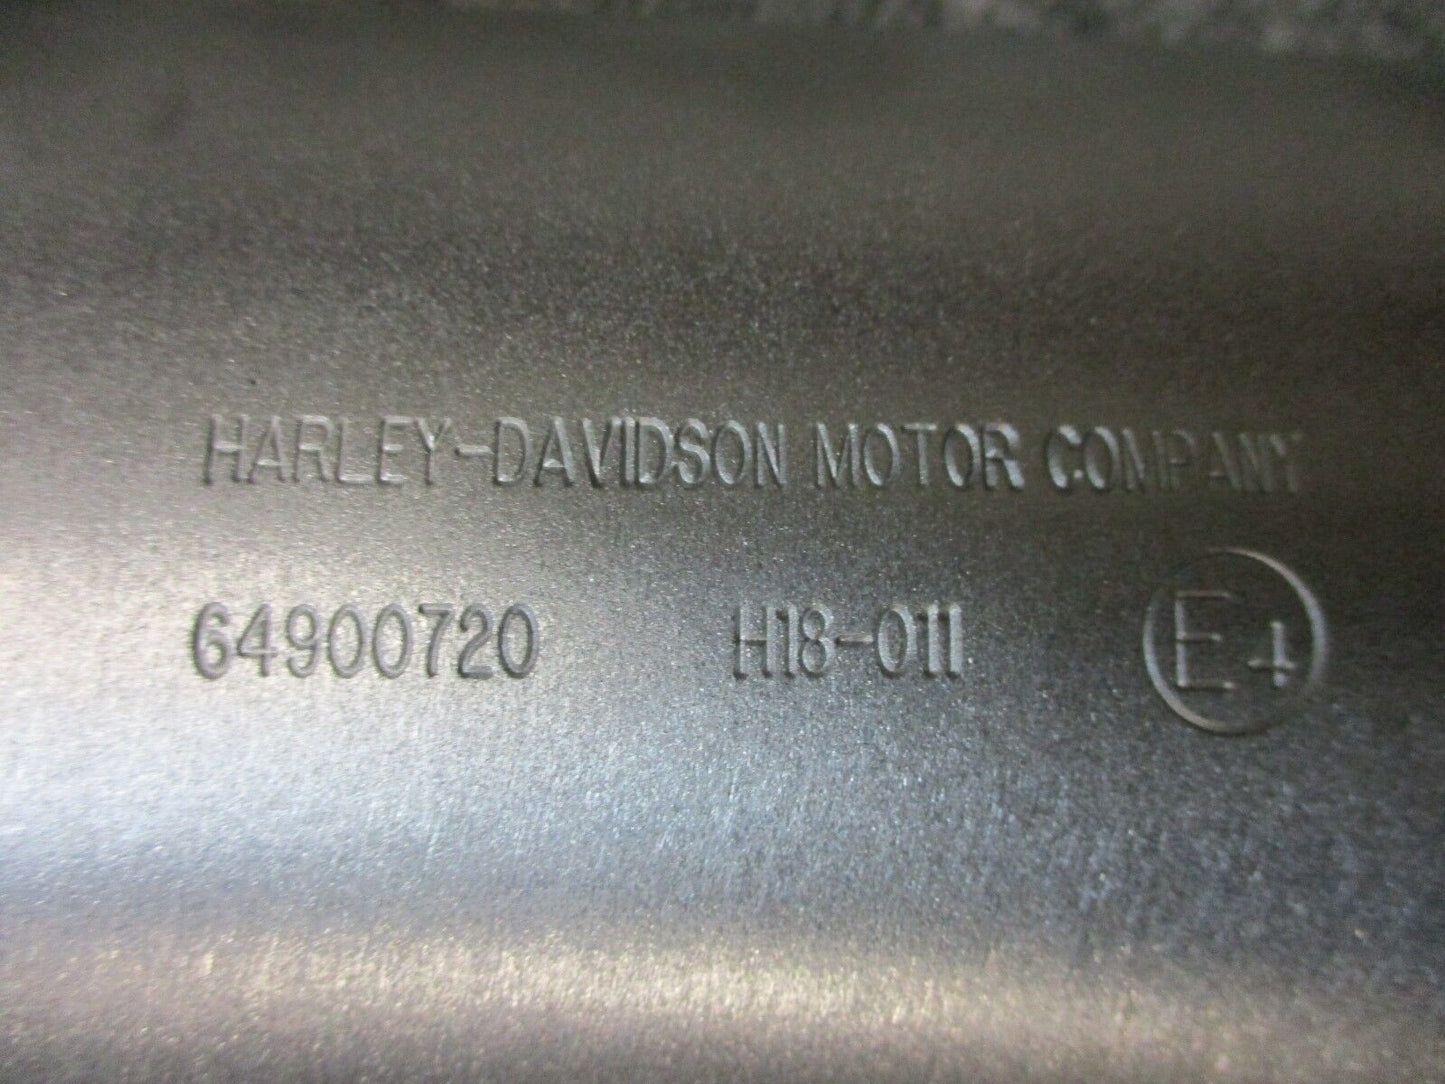 HARLEY-DAVIDSON MOTOR COMPANY
64900720 H18-011 E4